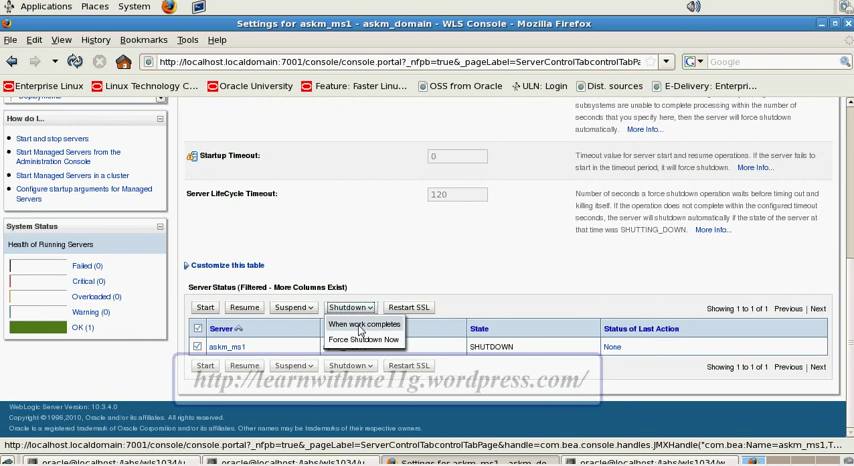 Applications Places System
Settings for askm_ms1 - askm_domain - WLS Console - Mozilla Firefox
File Edit View History Bookmarks Tools Help
http://localhost.localdomain:7001/console/console.portal?_nfpb=true&_pageLabel=ServerControlTabcontrolTabPa
Google
Enterprise Linux Linux Technology C... Oracle University Feature: Faster Linu... OSS from Oracle ULN: Login Dist. sources E-Delivery: Enterpri...
How do I...
Start and stop servers
Start Managed Servers from the
Administration Console
Start Managed Servers in a cluster
Configure startup arguments for Managed
Servers
System Status
Health of Running Servers
Failed (0)
Critical (0)
Overloaded (0)
Warning (0)
OK (1)
subsystems are unable to complete processing within the number of
seconds that you specify here, then the server will force shutdown
automatically. More Info...
Startup Timeout:
0
Timeout value for server start and resume operations. If the server fails to
start in the timeout period, it will force shutdown. More Info...
Server LifeCycle Timeout:
120
Number of seconds a force shutdown operation waits before timing out and
killing itself. If the operation does not complete within the configured timeout
seconds, the server will shutdown automatically if the state of the server at
that time was SHUTTING_DOWN. More Info...
Customize this table
Server Status (Filtered - More Columns Exist)
Start Resume Suspend Shutdown Restart SSL
Showing 1 to 1 of 1 Previous | Next
When work completes
Force Shutdown Now
Server State Status of Last Action
askm_ms1 SHUTDOWN None
Start Resume Suspend Shutdown Restart SSL
Showing 1 to 1 of 1 Previous | Next
http://learnwithme11g.wordpress.com/
WebLogic Server Version: 10.3.4.0
Copyright © 1996,2010, Oracle and/or its affiliates. All rights reserved.
Oracle is a registered trademark of Oracle Corporation and/or its affiliates. Other names may be trademarks of their respective owners.
http://localhost.localdomain:7001/console/console.portal?_nfpb=true&_pageLabel=ServerControlTabcontrolTabPage&handle=com.bea.console.handles.JMXHandle("com.bea:Name=askm_ms1,T...